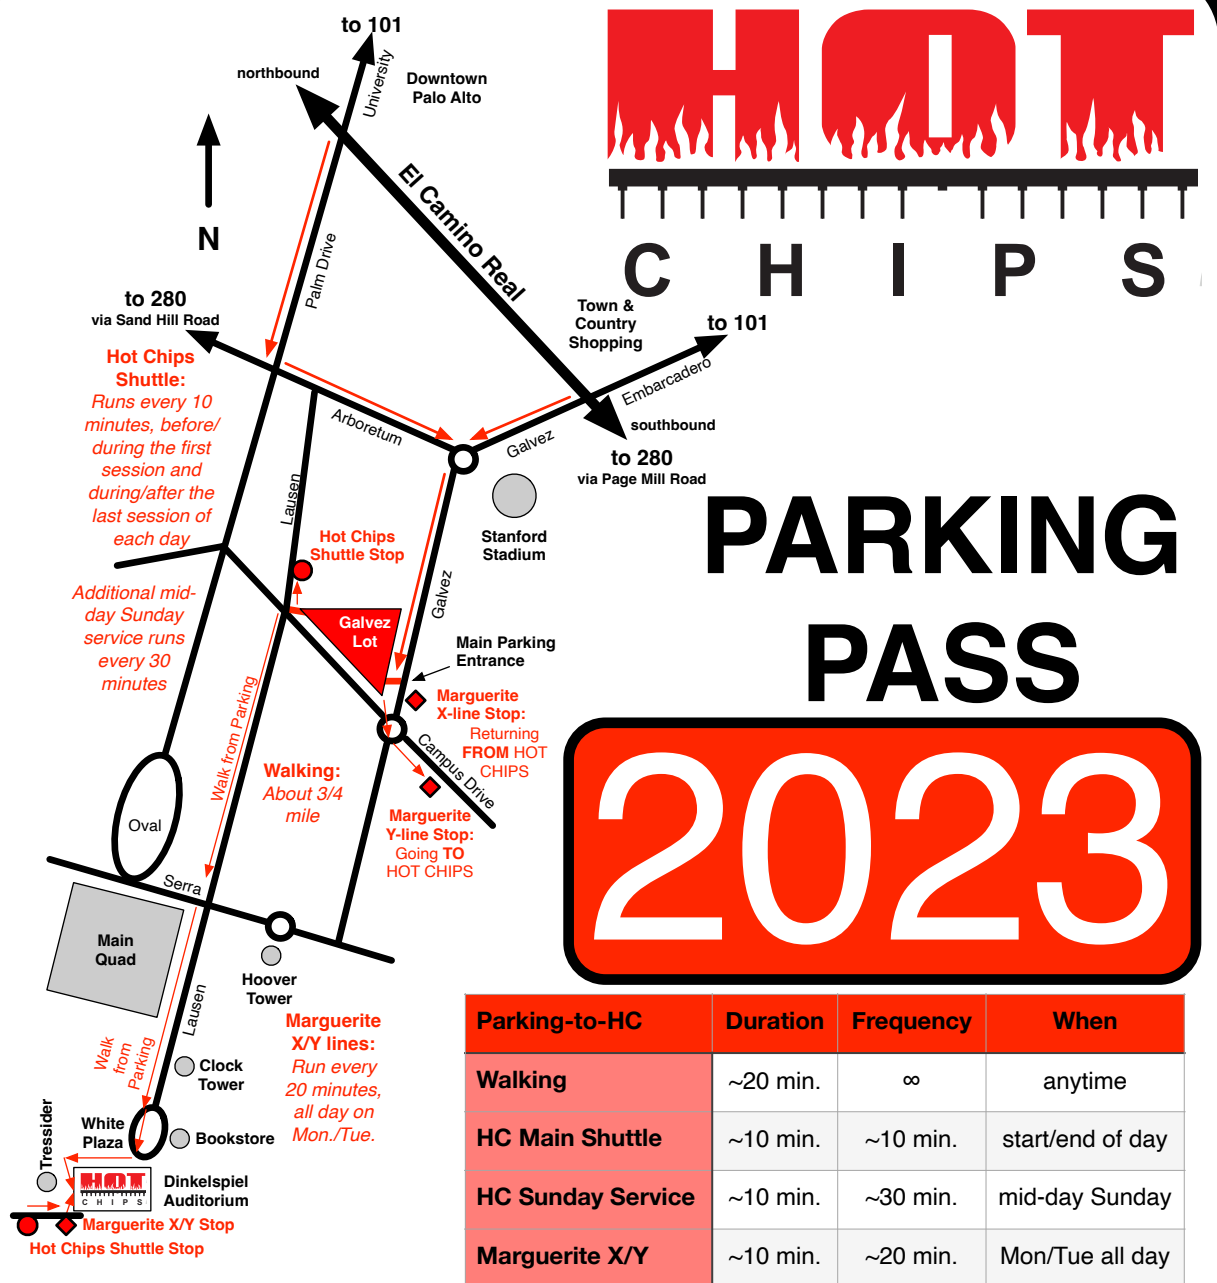 to 101
northbound
University
Downtown
Palo Alto
HOT
CHIPS
N
El Camino Real
Palm Drive
to 280
via Sand Hill Road
Town &
Country
Shopping
to 101
Embarcadero
Hot Chips
Shuttle:
Runs every 10
minutes, before/
during the first
session and
during/after the
last session of
each day
Arboretum
Galvez
southbound
to 280
via Page Mill Road
Lausen
Stanford
Stadium
PARKING
PASS
2023
Hot Chips
Shuttle Stop
Additional mid-
day Sunday
service runs
every 30
minutes
Galvez
Lot
Galvez
Main Parking
Entrance
Marguerite
X-line Stop:
Returning
FROM HOT
CHIPS
Walk from Parking
Walking:
About 3/4
mile
Campus Drive
Marguerite
Y-line Stop:
Going TO
HOT CHIPS
Oval
Serra
Main
Quad
Hoover
Tower
Lausen
Marguerite
X/Y lines:
Run every
20 minutes,
all day on
Mon./Tue.
Walk
from
Parking
Clock
Tower
White
Plaza
Bookstore
Tressider
HOT
CHIPS
Dinkelspiel
Auditorium
Marguerite X/Y Stop
Hot Chips Shuttle Stop
Parking-to-HC Duration Frequency When
Walking ~20 min. ∞ anytime
HC Main Shuttle ~10 min. ~10 min. start/end of day
HC Sunday Service ~10 min. ~30 min. mid-day Sunday
Marguerite X/Y ~10 min. ~20 min. Mon/Tue all day